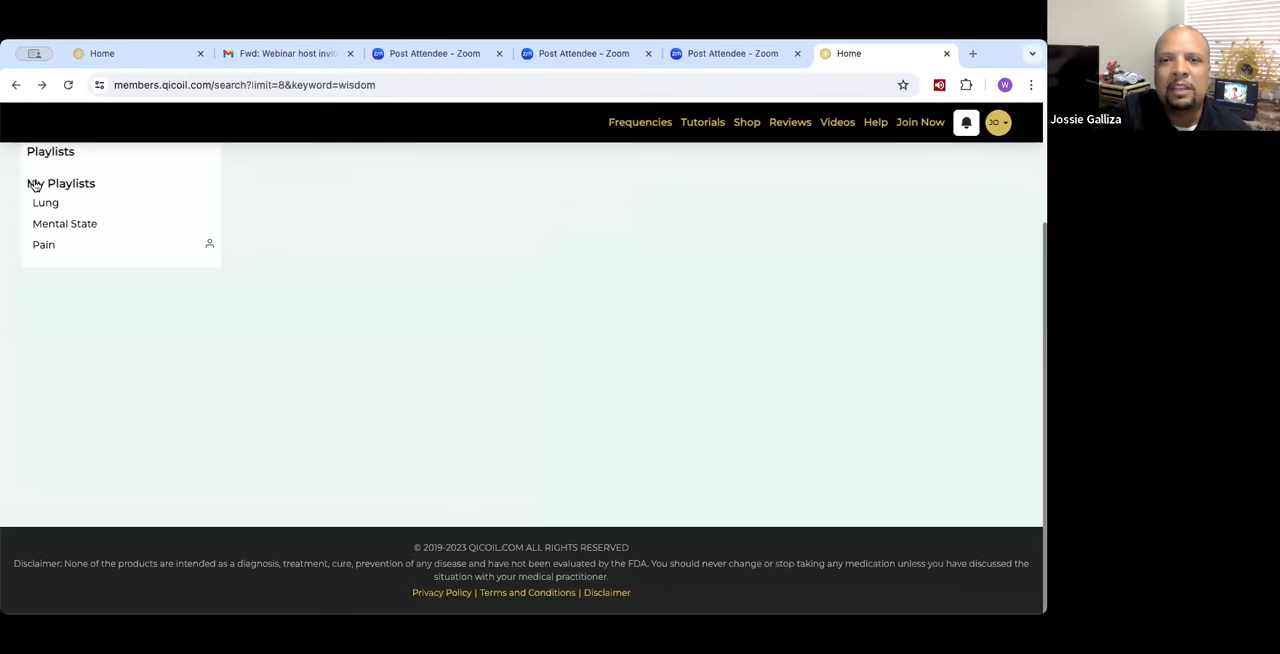 Home
Fwd: Webinar host invit
Post Attendee - Zoom
Post Attendee - Zoom
Post Attendee - Zoom
Home
members.qicoil.com/search?limit=8&keyword=wisdom
W
Frequencies Tutorials Shop Reviews Videos Help Join Now JO
Jossie Galliza
Playlists
My Playlists
Lung
Mental State
Pain
© 2019-2023 QICOIL.COM ALL RIGHTS RESERVED
Disclaimer: None of the products are intended as a diagnosis, treatment, cure, prevention of any disease and have not been evaluated by the FDA. You should never change or stop taking any medication unless you have discussed the
situation with your medical practitioner.
Privacy Policy | Terms and Conditions | Disclaimer